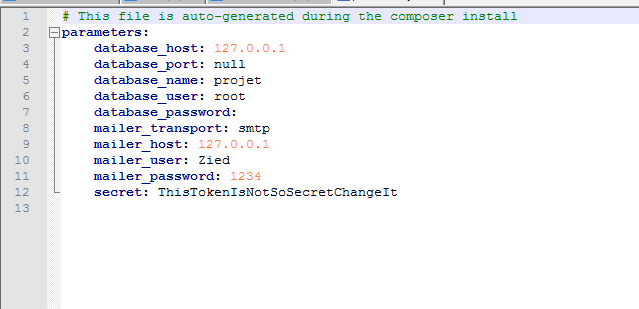 1 # This file is auto-generated during the composer install
2 parameters:
3 database_host: 127.0.0.1
4 database_port: null
5 database_name: projet
6 database_user: root
7 database_password:
8 mailer_transport: smtp
9 mailer_host: 127.0.0.1
10 mailer_user: Zied
11 mailer_password: 1234
12 secret: ThisTokenIsNotSoSecretChangeIt
13